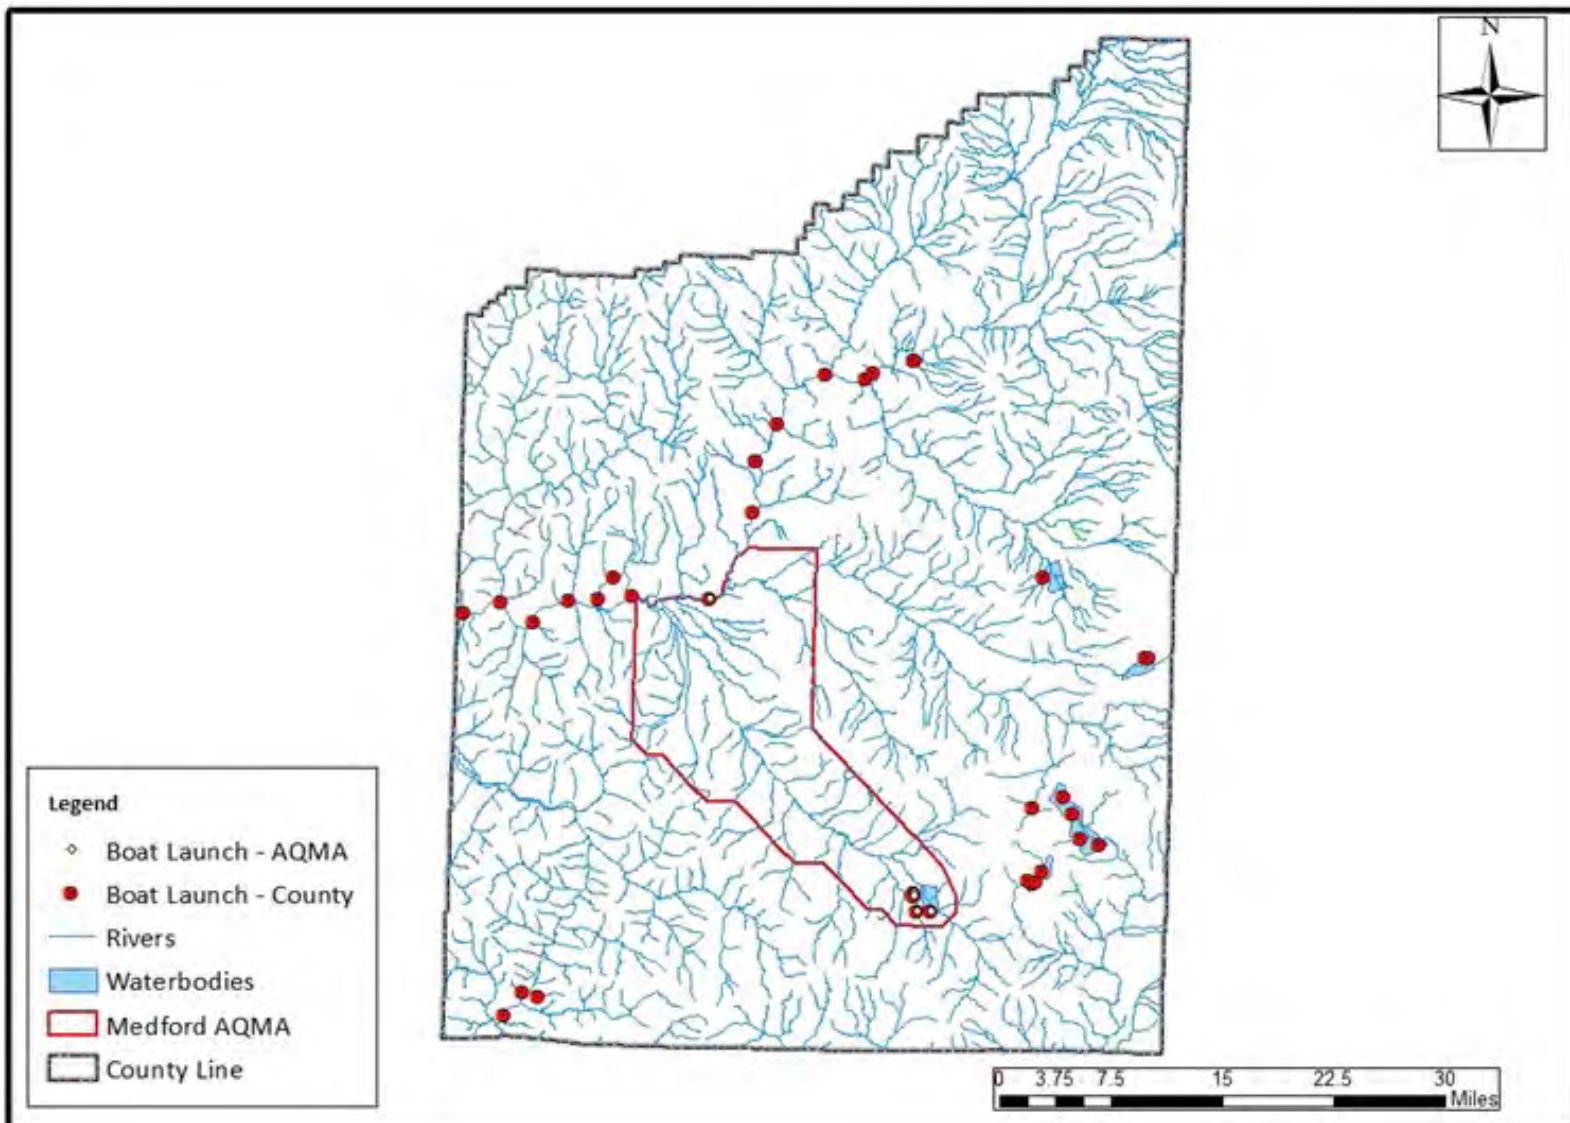 N
Legend
Boat Launch - AQMA
Boat Launch - County
Rivers
Waterbodies
Medford AQMA
County Line
0 3.75 7.5 15 22.5 30
Miles